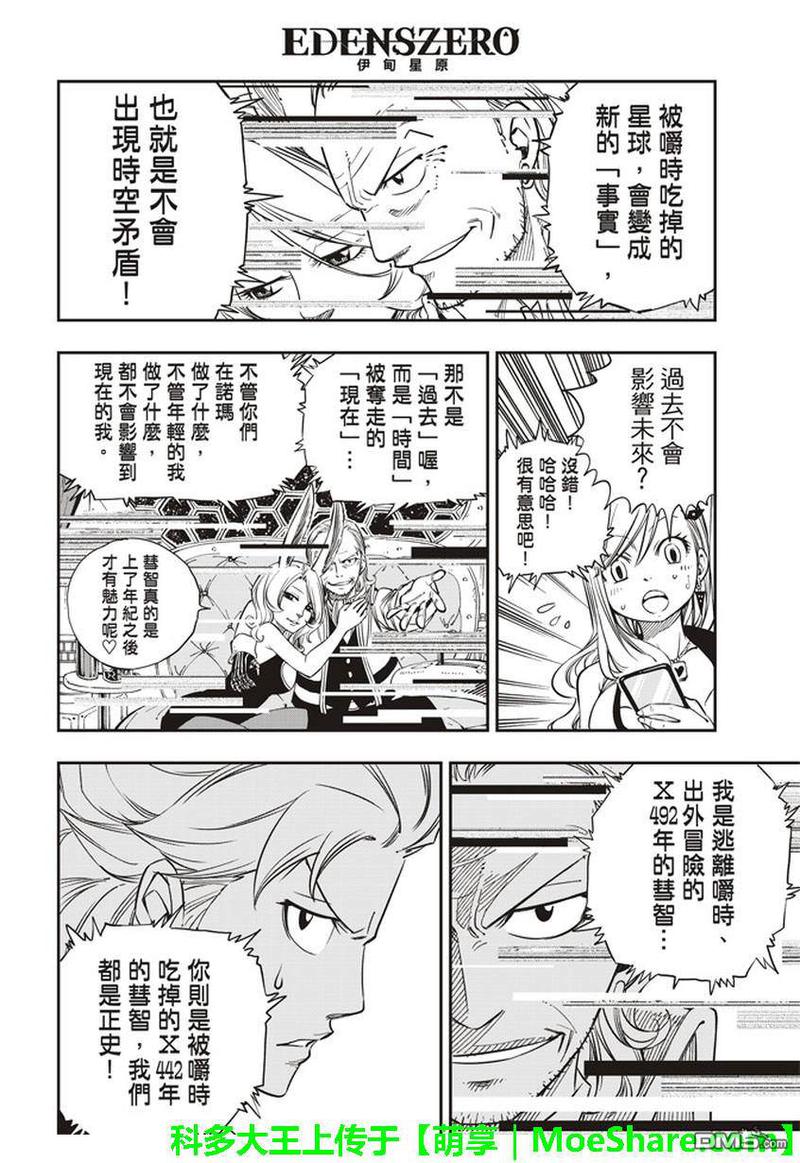 EDENSZERO
伊甸星原
被嚼時吃掉的
星球，會變成
新的「事實」，
也就是不會
出現時空矛盾！
過去不會
影響未來？
沒錯！
哈哈哈！
很有意思吧！
那不是
「過去」喔，
而是「時間」
被奪走的
「現在」…
不管你們
在諾瑪
做了什麼，
不管年輕的我
做了什麼，
都不會影響到
現在的我。
彗智真的是
上了年紀之後
才有魅力呢♡
我是逃離嚼時、
出外冒險的
X492年的彗智…
你則是被嚼時
吃掉的X442年
的彗智，我們
都是正史！
科多大王上传于【萌享｜MoeShare.com】
DM5.com